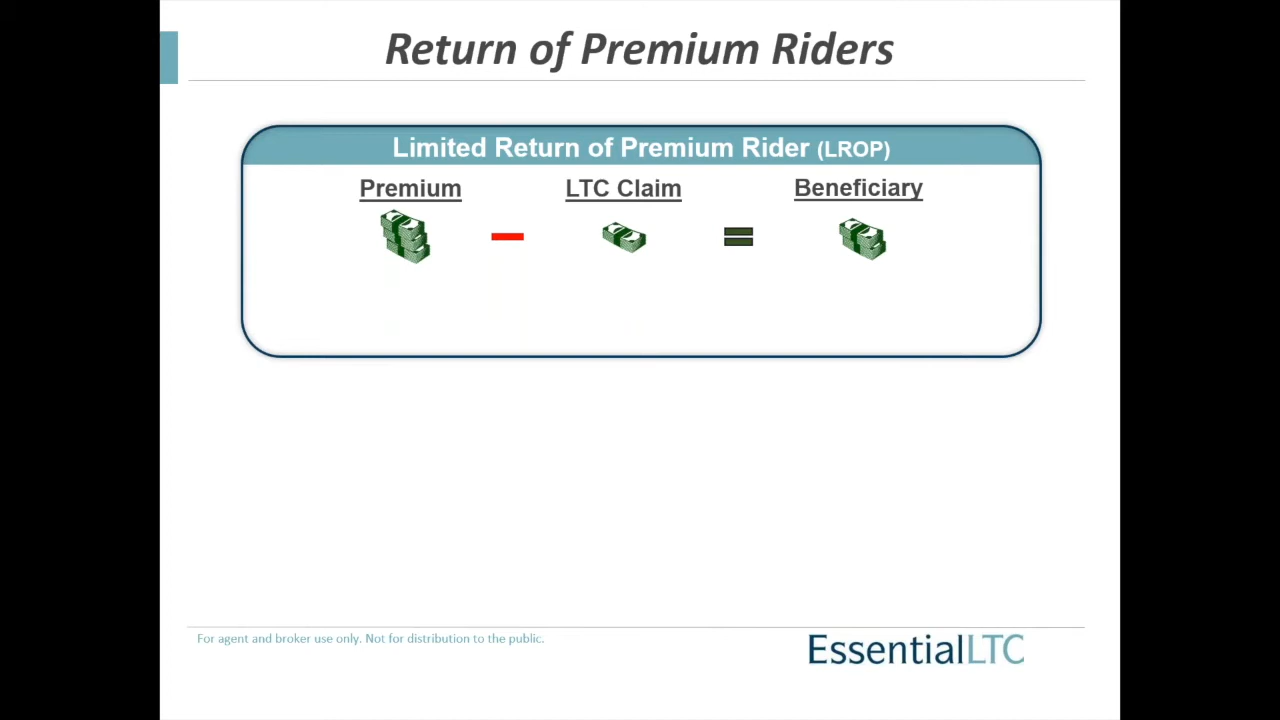 Return of Premium Riders
Limited Return of Premium Rider (LROP)
Premium LTC Claim Beneficiary
For agent and broker use only. Not for distribution to the public.
EssentialLTC